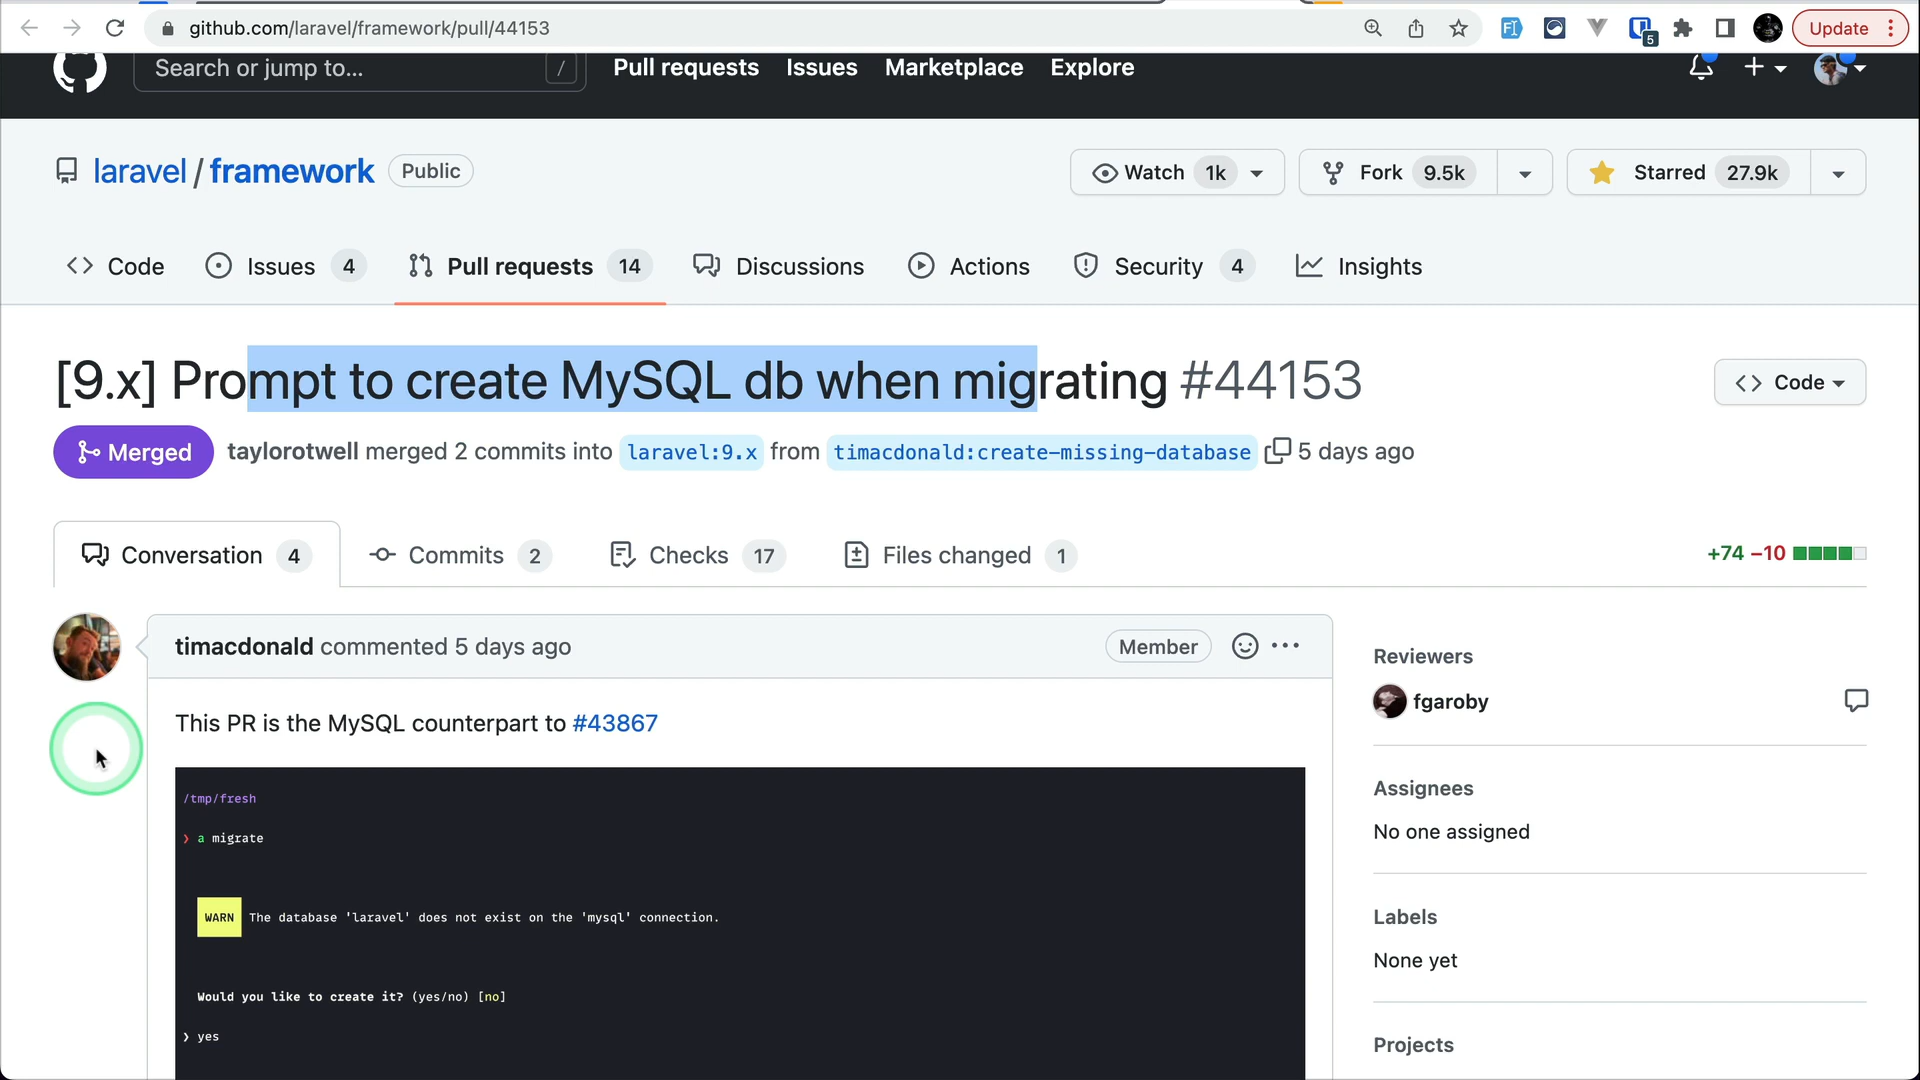 github.com/laravel/framework/pull/44153
5
Update
Search or jump to...
/
Pull requests
Issues
Marketplace
Explore
laravel / framework
Public
Watch 1k
Fork 9.5k
Starred 27.9k
Code
Issues 4
Pull requests 14
Discussions
Actions
Security 4
Insights
[9.x] Prompt to create MySQL db when migrating #44153
Code
Merged
taylorotwell merged 2 commits into laravel:9.x from timacdonald:create-missing-database 5 days ago
Conversation 4
Commits 2
Checks 17
Files changed 1
+74 −10
timacdonald commented 5 days ago
Member
This PR is the MySQL counterpart to #43867
/tmp/fresh
❯ a migrate
WARN The database 'laravel' does not exist on the 'mysql' connection.
Would you like to create it? (yes/no) [no]
❯ yes
Reviewers
fgaroby
Assignees
No one assigned
Labels
None yet
Projects